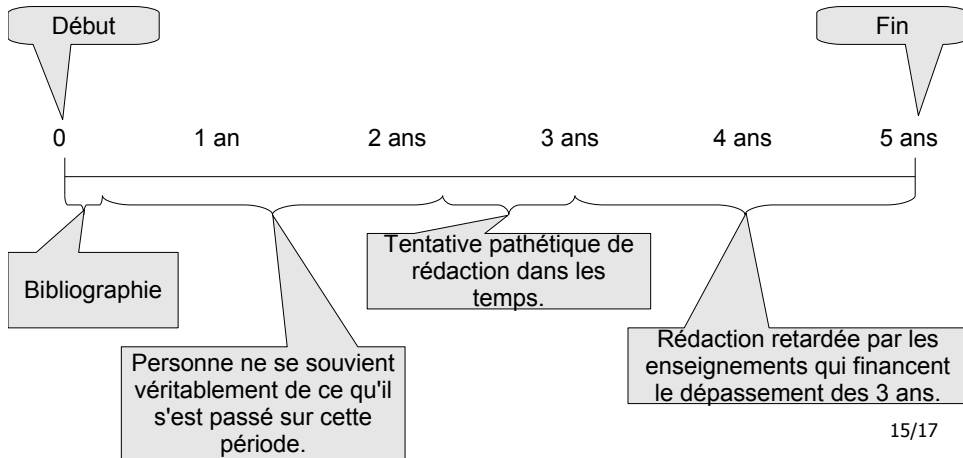 Début
Fin
0 1 an 2 ans 3 ans 4 ans 5 ans
Bibliographie
Personne ne se souvient
véritablement de ce qu'il
s'est passé sur cette
période.
Tentative pathétique de
rédaction dans les
temps.
Rédaction retardée par les
enseignements qui financent
le dépassement des 3 ans.
15/17